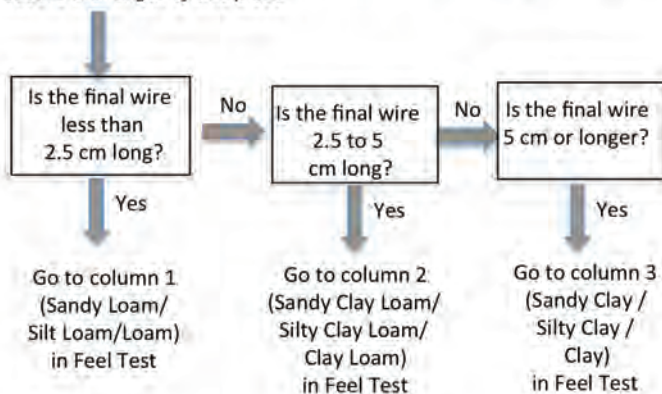 Is the final wire
less than
2.5 cm long?
No
Is the final wire
2.5 to 5
cm long?
No
Is the final wire
5 cm or longer?
Yes
Yes
Yes
Go to column 1
(Sandy Loam/
Silt Loam/Loam)
in Feel Test
Go to column 2
(Sandy Clay Loam/
Silty Clay Loam/
Clay Loam)
in Feel Test
Go to column 3
(Sandy Clay /
Silty Clay /
Clay)
in Feel Test